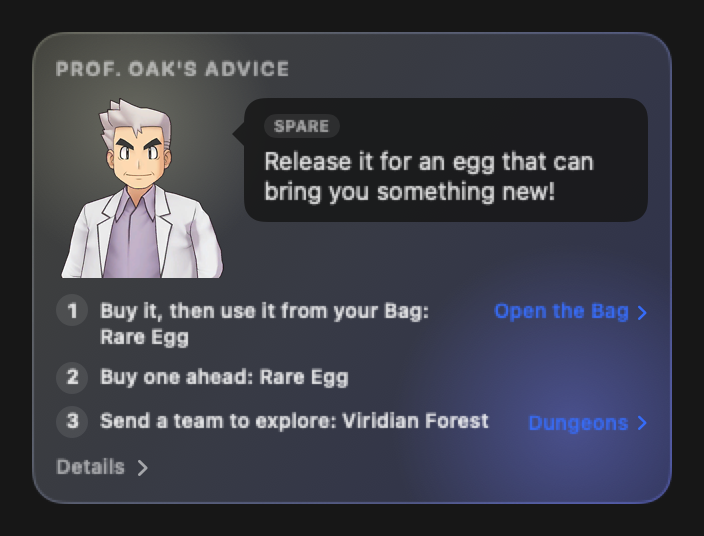 PROF. OAK'S ADVICE
SPARE
Release it for an egg that can
bring you something new!
1 Buy it, then use it from your Bag: Open the Bag >
Rare Egg
2 Buy one ahead: Rare Egg
3 Send a team to explore: Viridian Forest Dungeons >
Details >